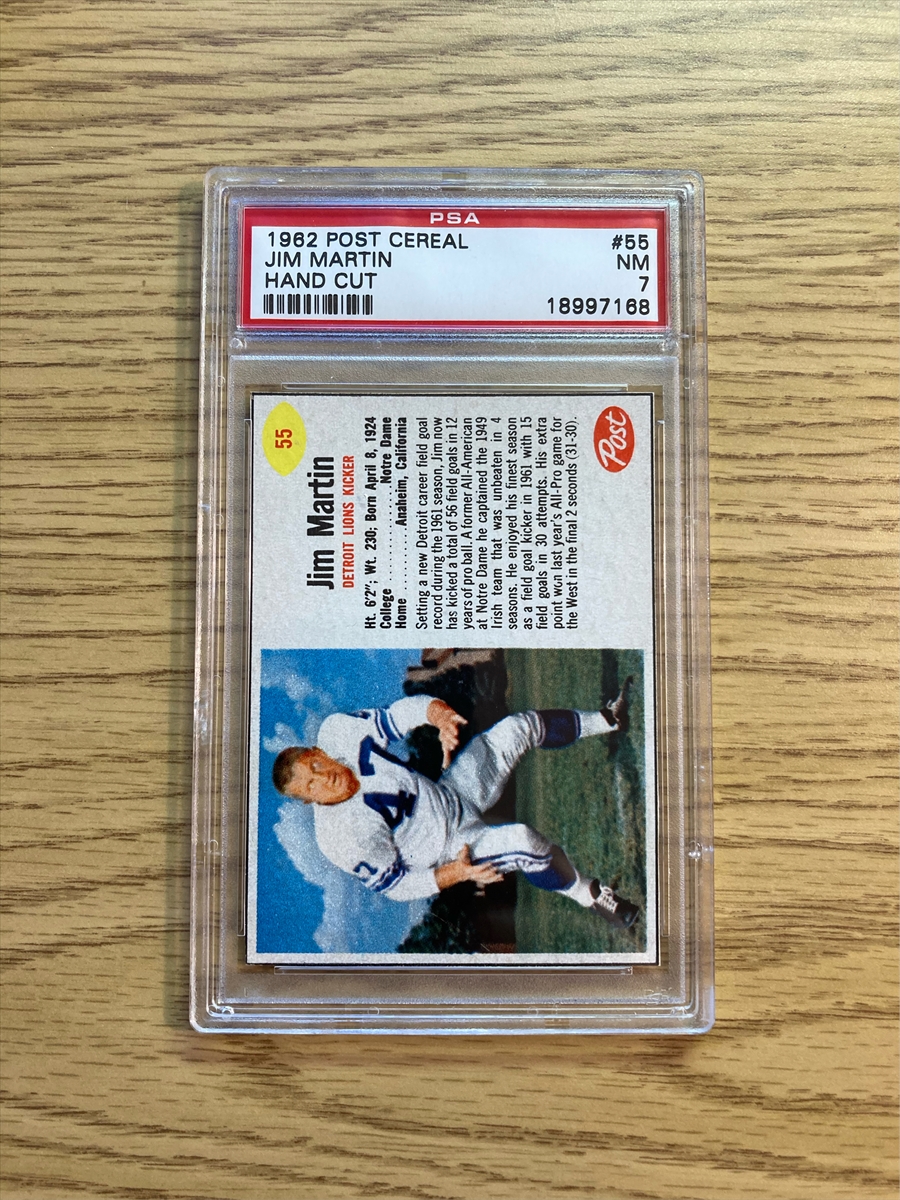 PSA
1962 POST CEREAL #55
JIM MARTIN NM
HAND CUT 7
18997168
55
Jim Martin
DETROIT LIONS KICKER
Ht. 6'2"; Wt. 230; Born April 8, 1924
College ..............Notre Dame
Home .........Anaheim, California
Setting a new Detroit career field goal
record during the 1961 season, Jim now
has kicked a total of 56 field goals in 12
years of pro ball. A former All-American
at Notre Dame he captained the 1949
Irish team that was unbeaten in 4
seasons. He enjoyed his finest season
as a field goal kicker in 1961 with 15
field goals in 30 attempts. His extra
point won last year's All-Pro game for
the West in the final 2 seconds (31-30).
Post
47
7